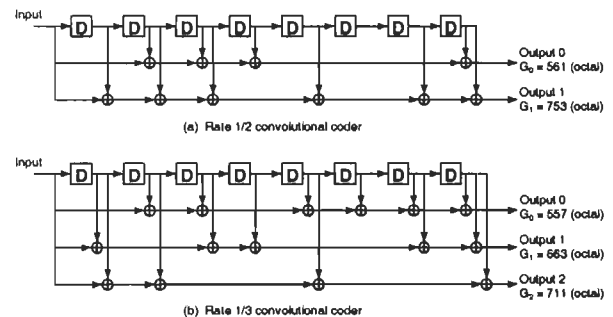 Input
D D D D D D D D
Output 0
G₀ = 561 (octal)
Output 1
G₁ = 753 (octal)
(a) Rate 1/2 convolutional coder
Input
D D D D D D D D
Output 0
G₀ = 557 (octal)
Output 1
G₁ = 663 (octal)
Output 2
G₂ = 711 (octal)
(b) Rate 1/3 convolutional coder